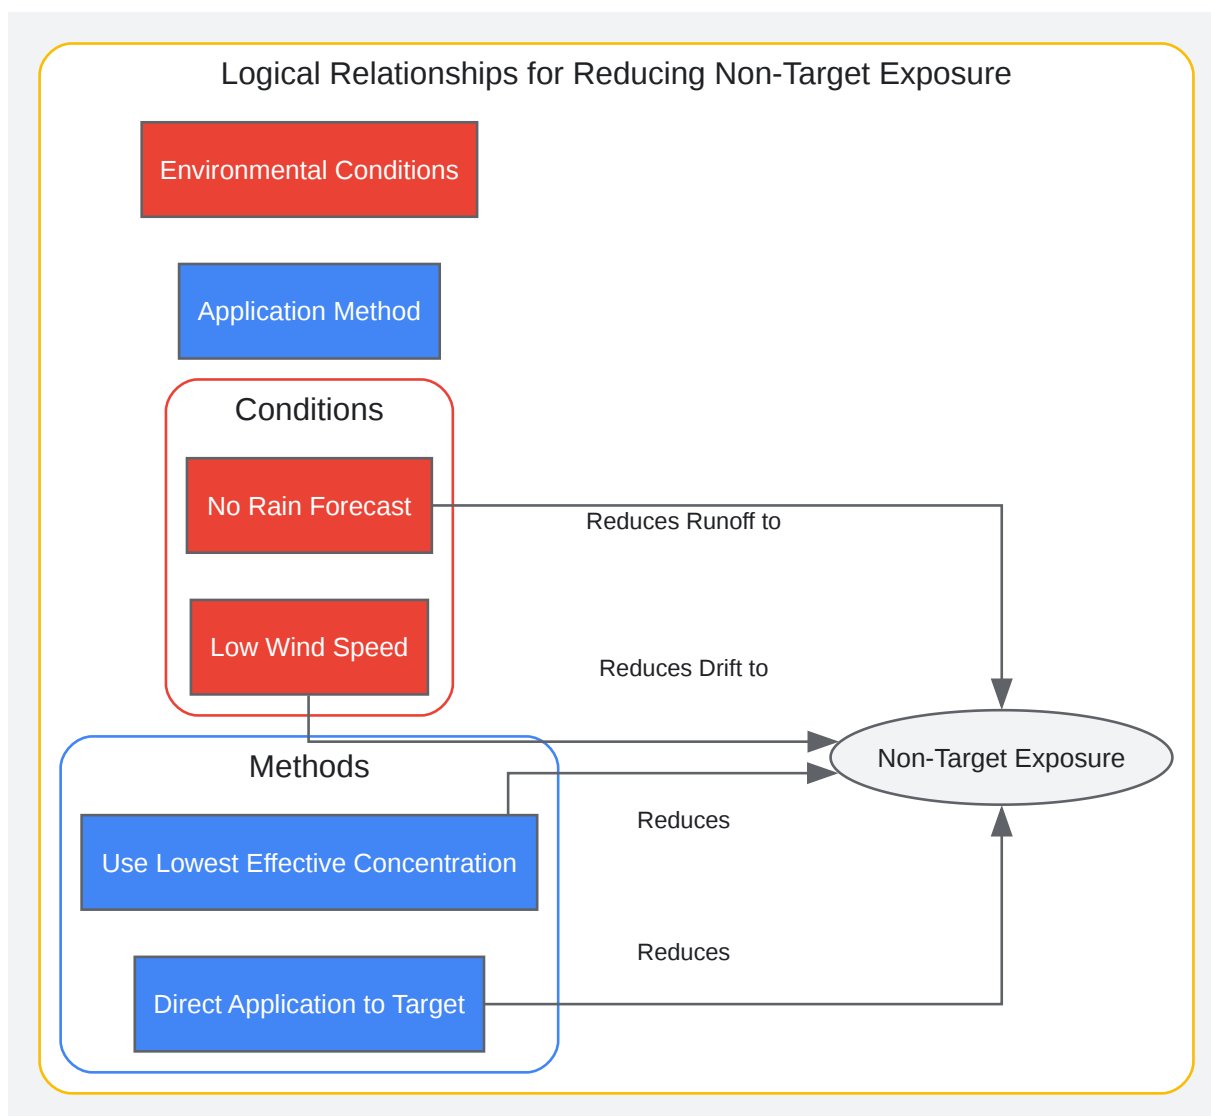 Logical Relationships for Reducing Non-Target Exposure
Environmental Conditions
Application Method
Conditions
No Rain Forecast
Reduces Runoff to
Low Wind Speed
Reduces Drift to
Non-Target Exposure
Methods
Reduces
Use Lowest Effective Concentration
Reduces
Direct Application to Target